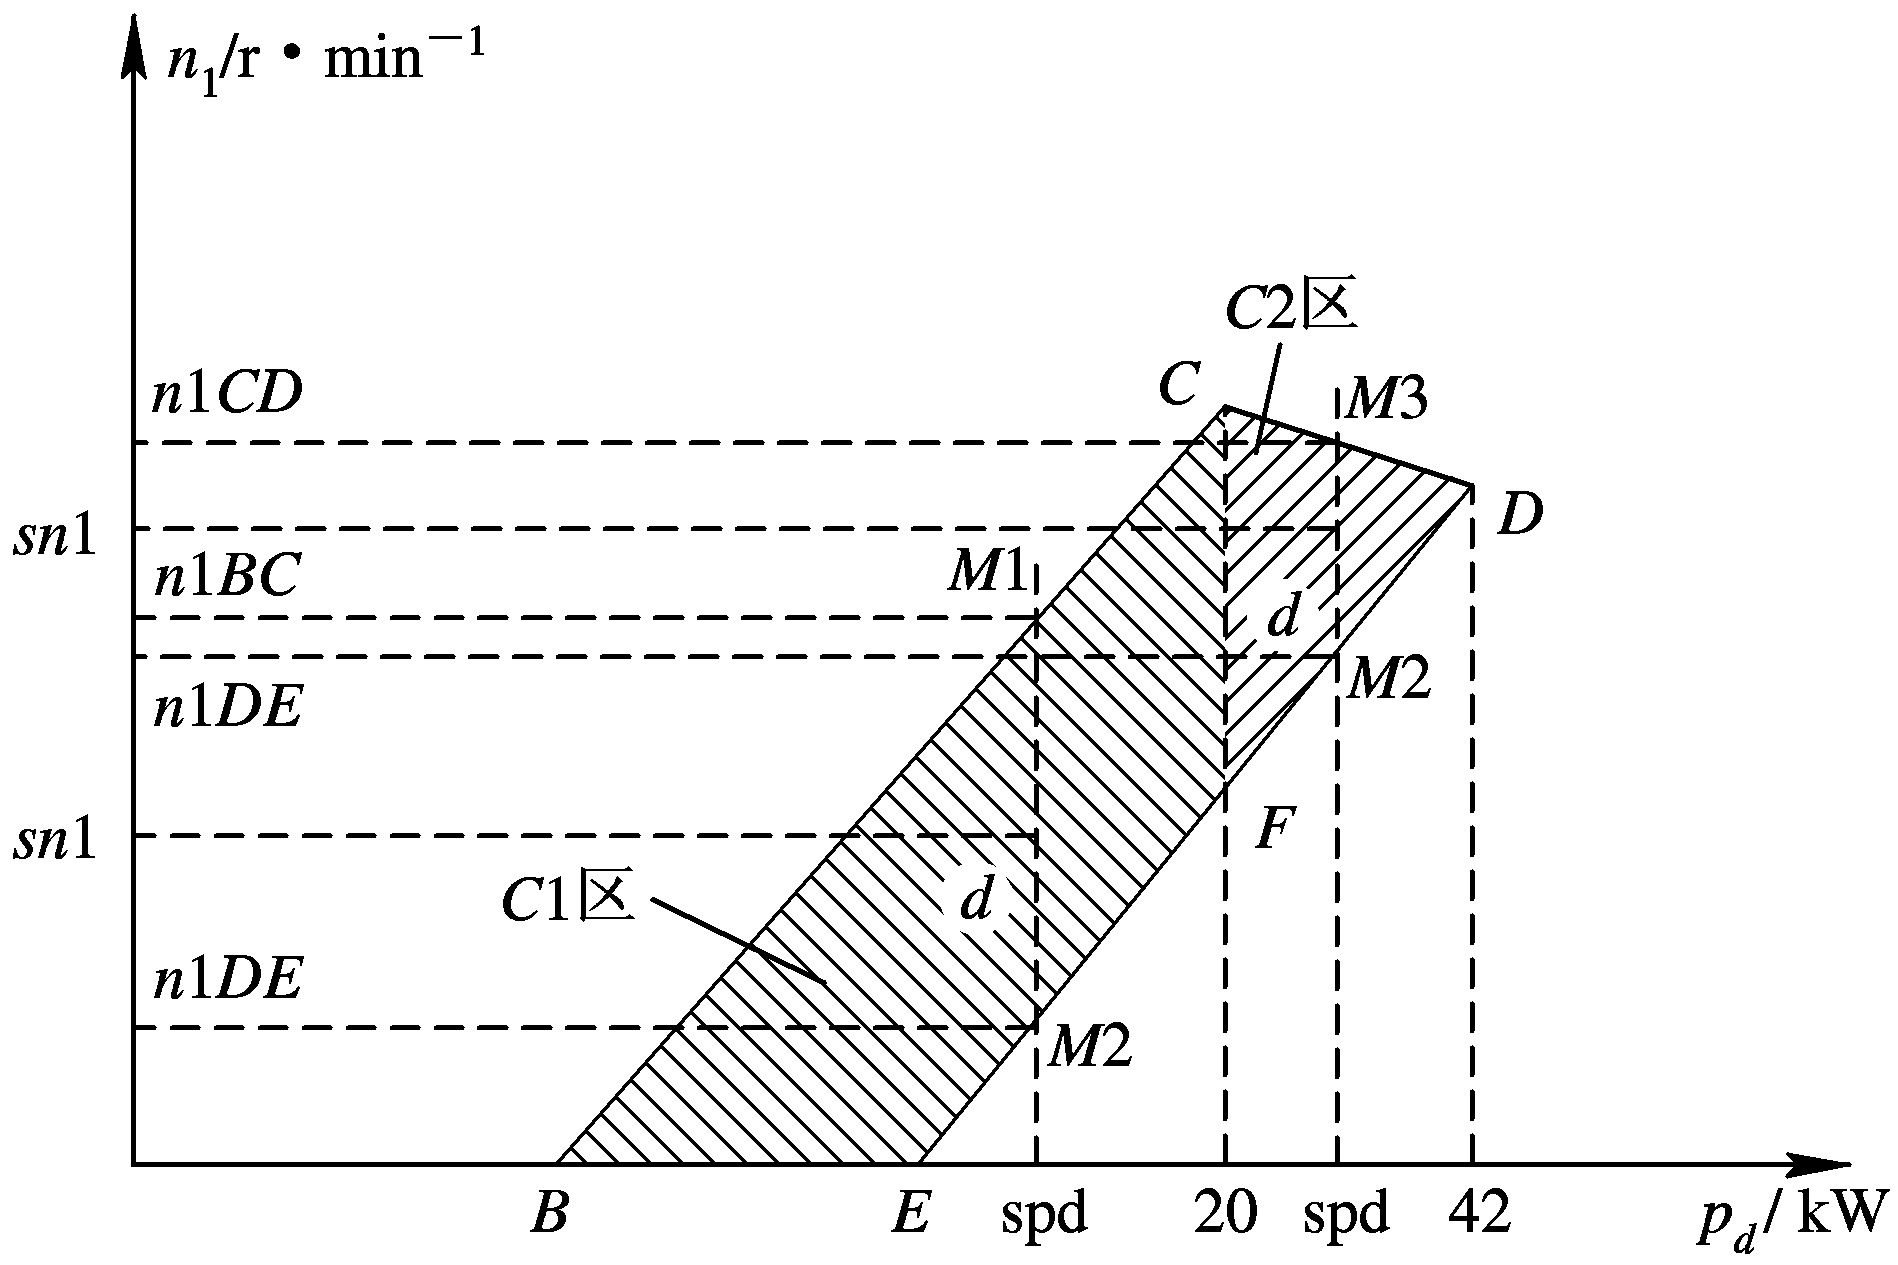 n₁/r•min⁻¹
C2区
n1CD
C
M3
sn1
D
n1BC
M1
d
n1DE
M2
sn1
F
C1区
d
n1DE
M2
B E spd 20 spd 42 p_d/kW